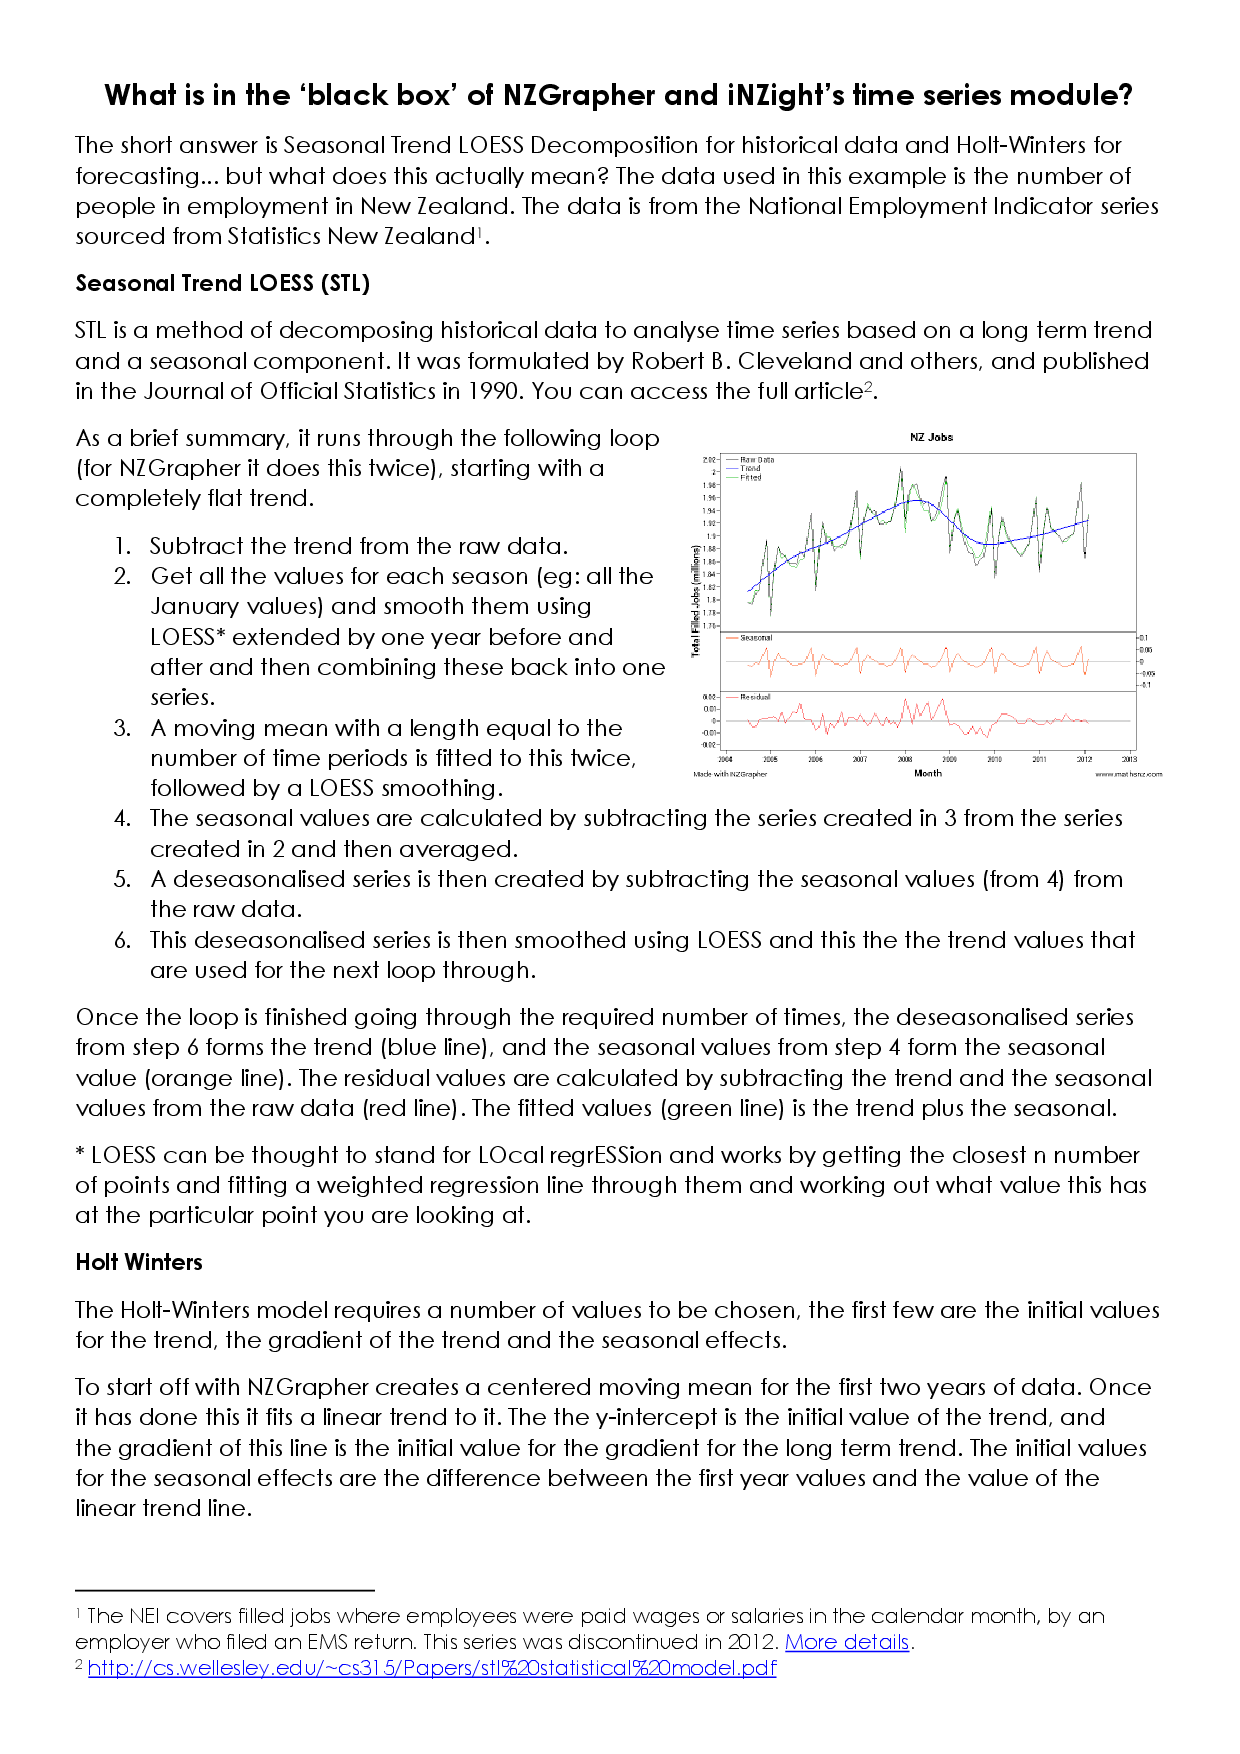 What is in the ‘black box’ of NZGrapher and iNZight’s time series module?
The short answer is Seasonal Trend LOESS Decomposition for historical data and Holt-Winters for
forecasting... but what does this actually mean? The data used in this example is the number of
people in employment in New Zealand. The data is from the National Employment Indicator series
sourced from Statistics New Zealand1.
Seasonal Trend LOESS (STL)
STL is a method of decomposing historical data to analyse time series based on a long term trend
and a seasonal component. It was formulated by Robert B. Cleveland and others, and published
in the Journal of Official Statistics in 1990. You can access the full article2.
As a brief summary, it runs through the following loop
(for NZGrapher it does this twice), starting with a
completely flat trend.
1. Subtract the trend from the raw data.
2. Get all the values for each season (eg: all the
January values) and smooth them using
LOESS* extended by one year before and
after and then combining these back into one
series.
3. A moving mean with a length equal to the
number of time periods is fitted to this twice,
followed by a LOESS smoothing.
NZ Jobs
Raw Data
Trend
Fitted
2.02
2
1.98
1.96
1.94
1.92
1.9
1.88
1.86
1.84
1.82
1.8
1.78
1.76
Total Filled Jobs (millions)
Seasonal
0.1
0.05
0
-0.05
-0.1
Residual
0.02
0.01
0
-0.01
-0.02
2004 2005 2006 2007 2008 2009 2010 2011 2012 2013
Made with NZGrapher Month www.mathsnz.com
4. The seasonal values are calculated by subtracting the series created in 3 from the series
created in 2 and then averaged.
5. A deseasonalised series is then created by subtracting the seasonal values (from 4) from
the raw data.
6. This deseasonalised series is then smoothed using LOESS and this the the trend values that
are used for the next loop through.
Once the loop is finished going through the required number of times, the deseasonalised series
from step 6 forms the trend (blue line), and the seasonal values from step 4 form the seasonal
value (orange line). The residual values are calculated by subtracting the trend and the seasonal
values from the raw data (red line). The fitted values (green line) is the trend plus the seasonal.
* LOESS can be thought to stand for LOcal regrESSion and works by getting the closest n number
of points and fitting a weighted regression line through them and working out what value this has
at the particular point you are looking at.
Holt Winters
The Holt-Winters model requires a number of values to be chosen, the first few are the initial values
for the trend, the gradient of the trend and the seasonal effects.
To start off with NZGrapher creates a centered moving mean for the first two years of data. Once
it has done this it fits a linear trend to it. The the y-intercept is the initial value of the trend, and
the gradient of this line is the initial value for the gradient for the long term trend. The initial values
for the seasonal effects are the difference between the first year values and the value of the
linear trend line.
1 The NEI covers filled jobs where employees were paid wages or salaries in the calendar month, by an
employer who filed an EMS return. This series was discontinued in 2012. More details.
2 http://cs.wellesley.edu/~cs315/Papers/stl%20statistical%20model.pdf